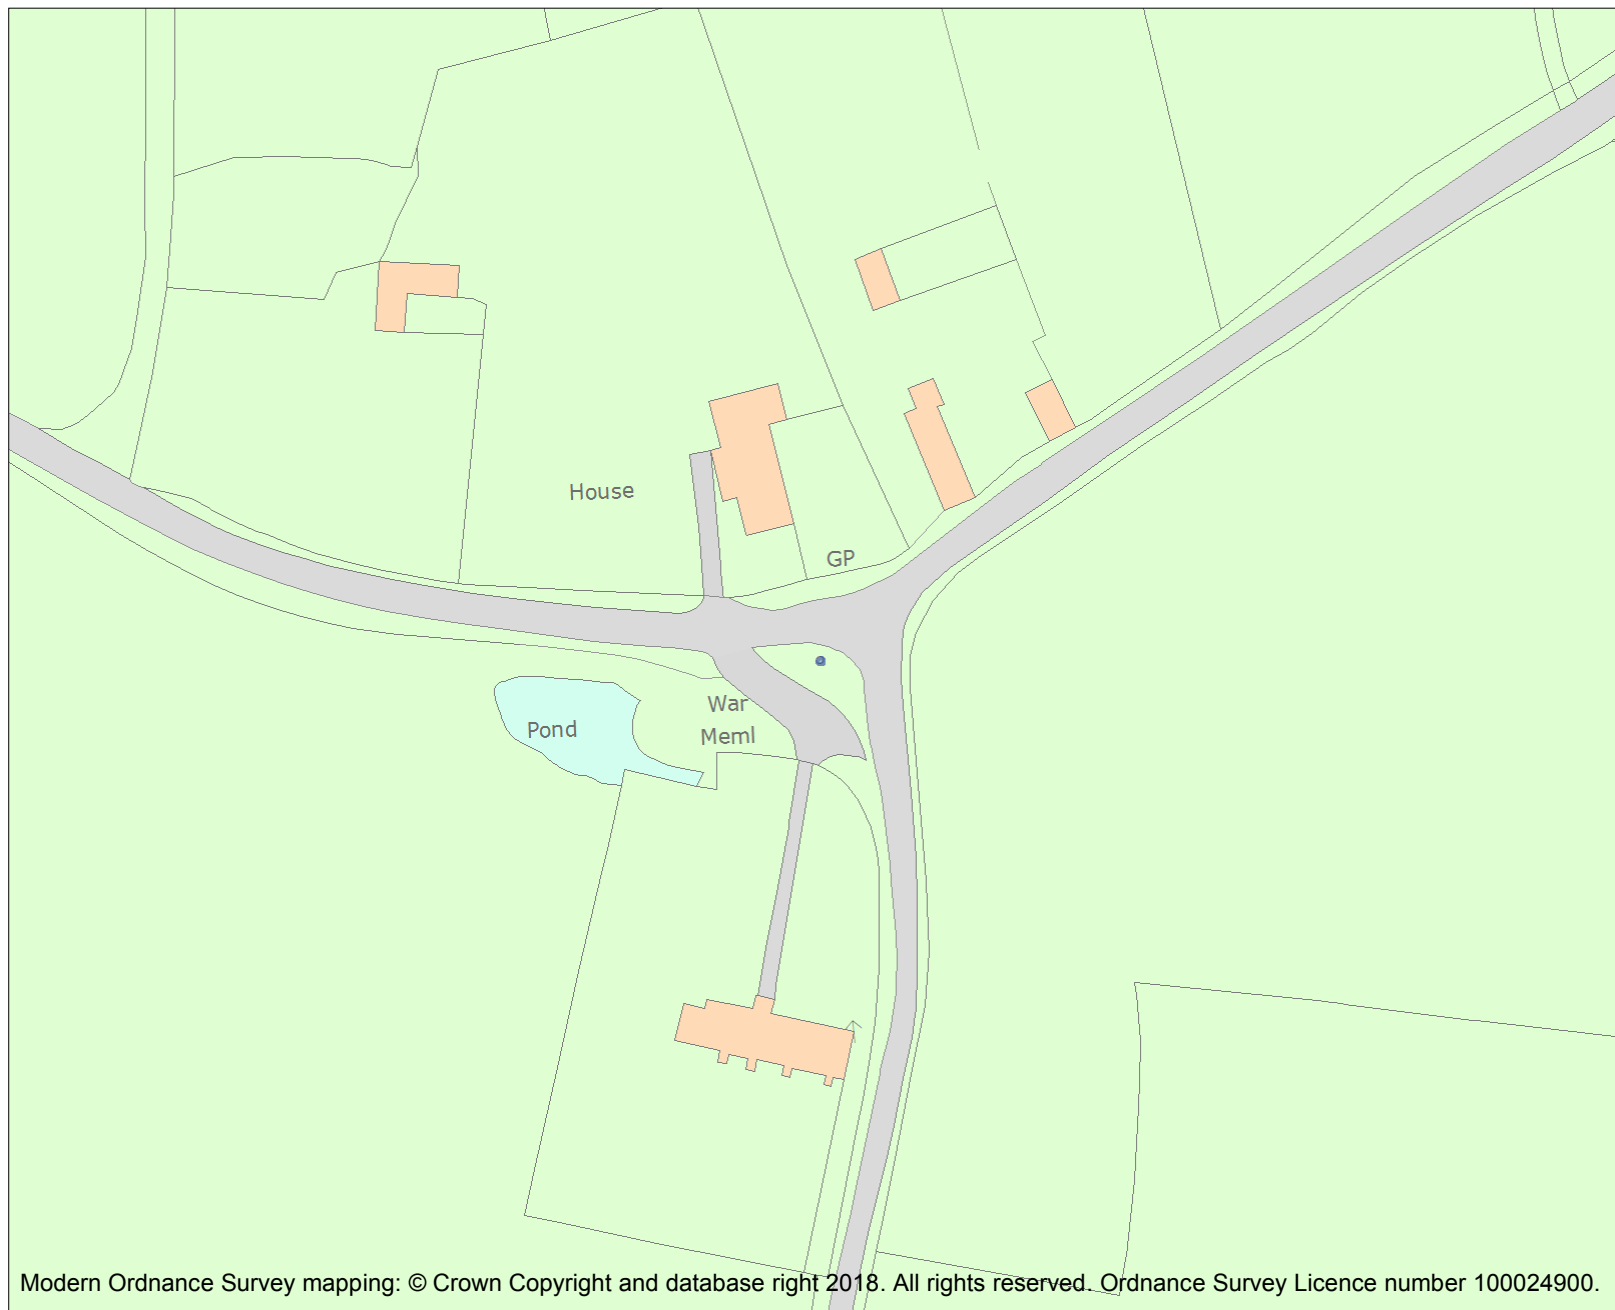 House
GP
War
Meml
Pond
Modern Ordnance Survey mapping: © Crown Copyright and database right 2018. All rights reserved. Ordnance Survey Licence number 100024900.